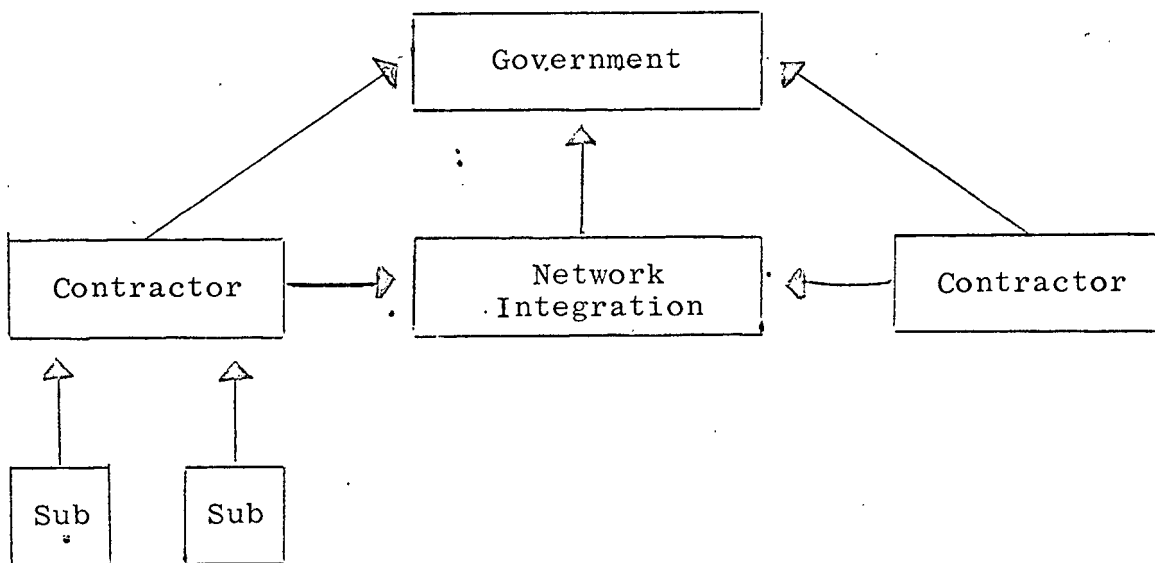 Government
Contractor
Network
Integration
Contractor
Sub
Sub